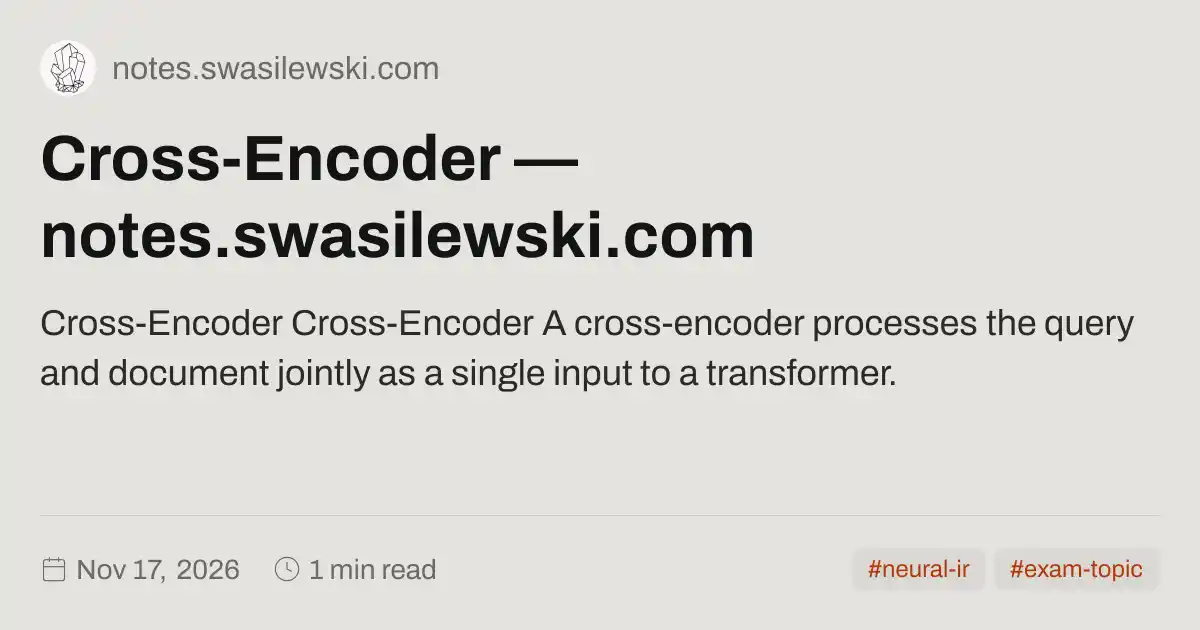 notes.swasilewski.com
Cross-Encoder —
notes.swasilewski.com
Cross-Encoder Cross-Encoder A cross-encoder processes the query
and document jointly as a single input to a transformer.
Nov 17, 2026 1 min read #neural-ir #exam-topic